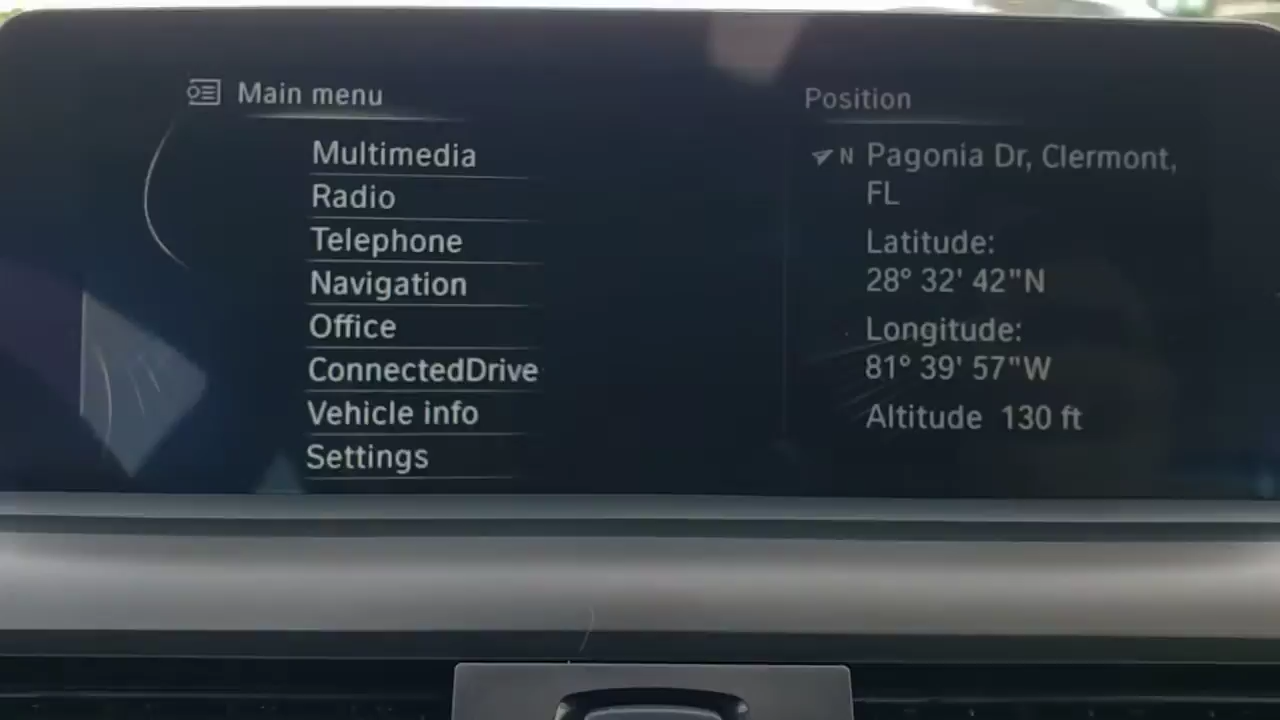 Main menu
Multimedia
Radio
Telephone
Navigation
Office
ConnectedDrive
Vehicle info
Settings
Position
N Pagonia Dr, Clermont,
FL
Latitude:
28° 32' 42"N
Longitude:
81° 39' 57"W
Altitude 130 ft